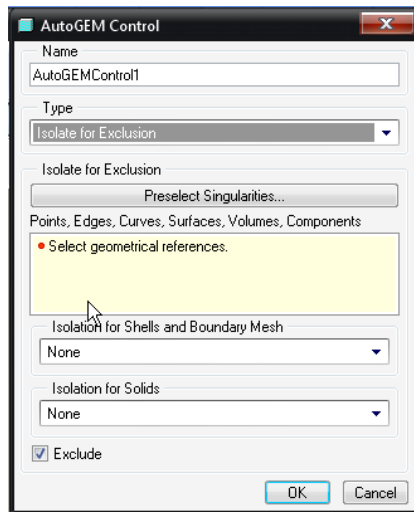 AutoGEM Control
Name
AutoGEMControl1
Type
Isolate for Exclusion
Isolate for Exclusion
Preselect Singularities...
Points, Edges, Curves, Surfaces, Volumes, Components
Select geometrical references.
Isolation for Shells and Boundary Mesh
None
Isolation for Solids
None
Exclude
OK Cancel